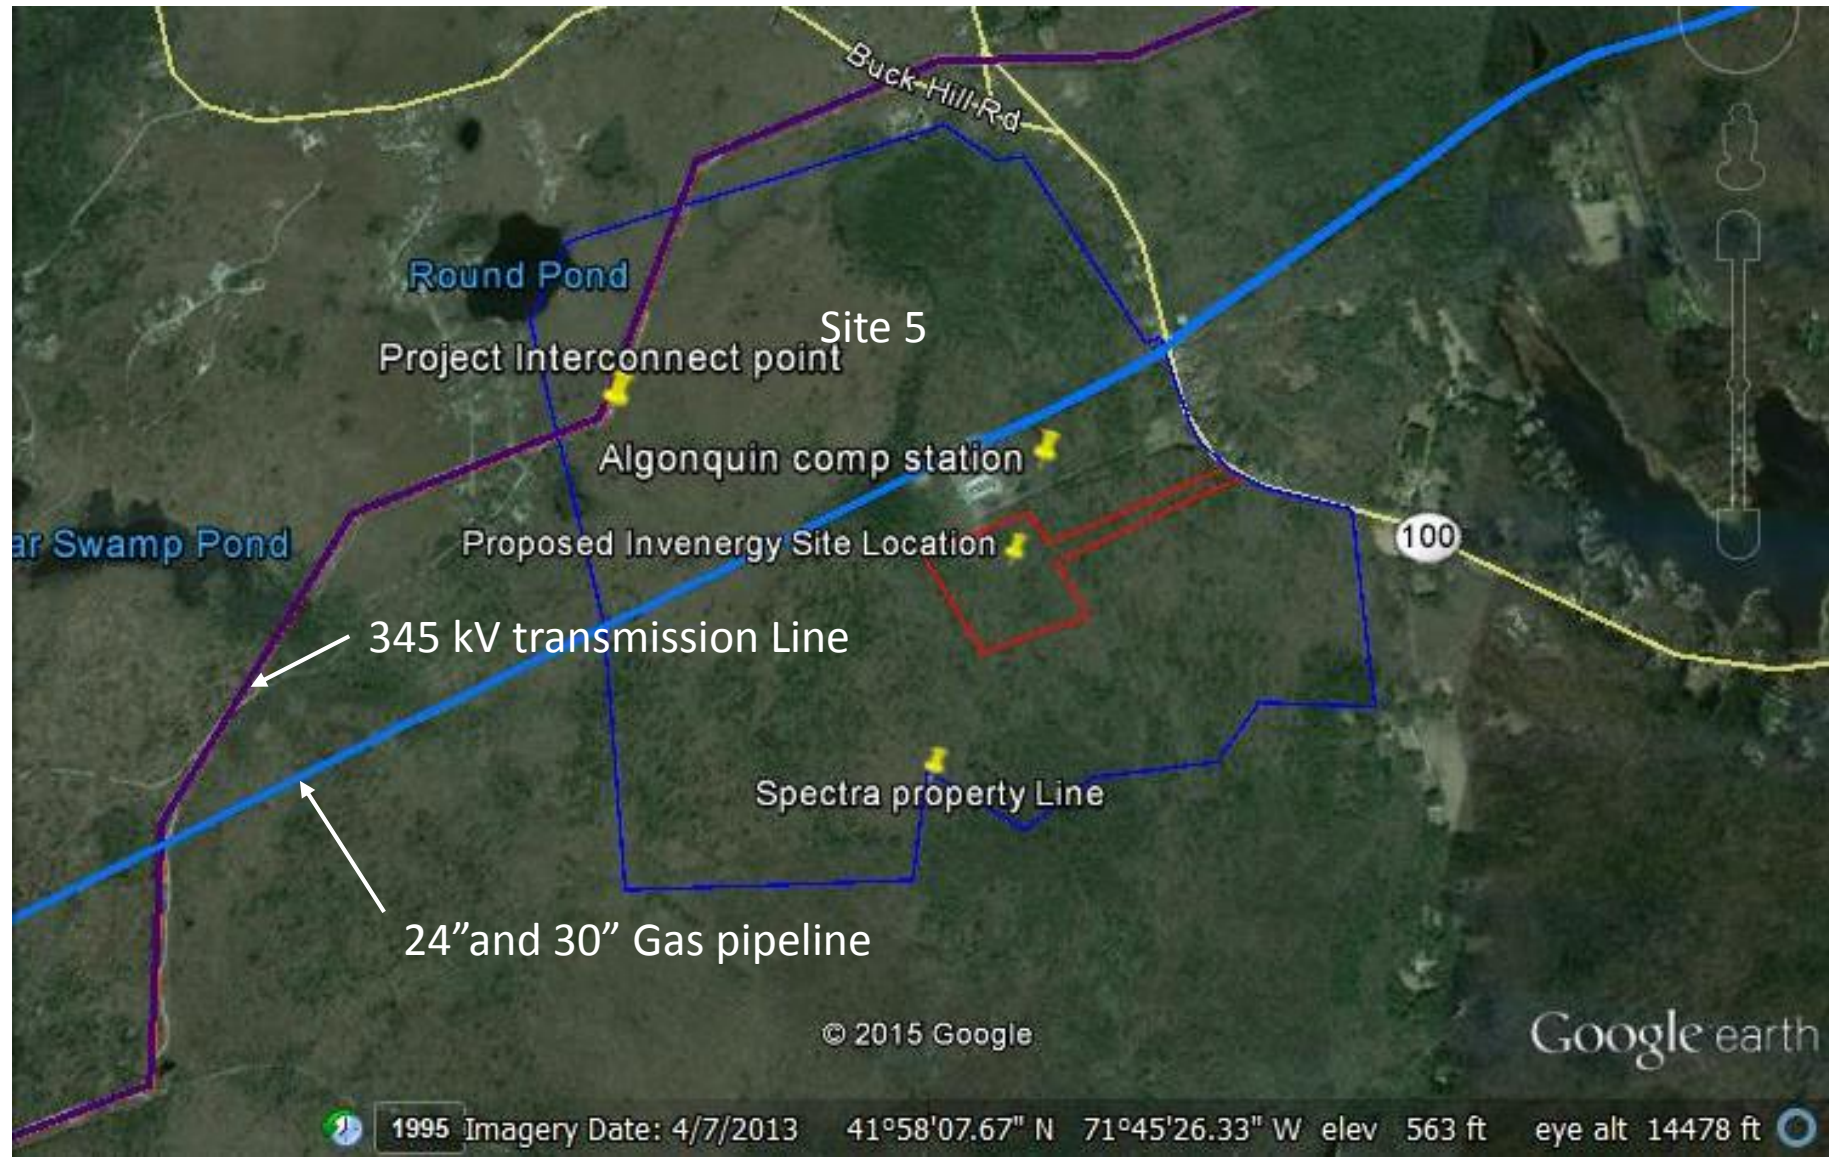 Buck Hill Rd
Round Pond
Site 5
Project Interconnect point
Algonquin comp station
ar Swamp Pond
Proposed Invenergy Site Location
100
345 kV transmission Line
Spectra property Line
24”and 30” Gas pipeline
© 2015 Google
Google earth
1995 Imagery Date: 4/7/2013 41°58'07.67" N 71°45'26.33" W elev 563 ft eye alt 14478 ft